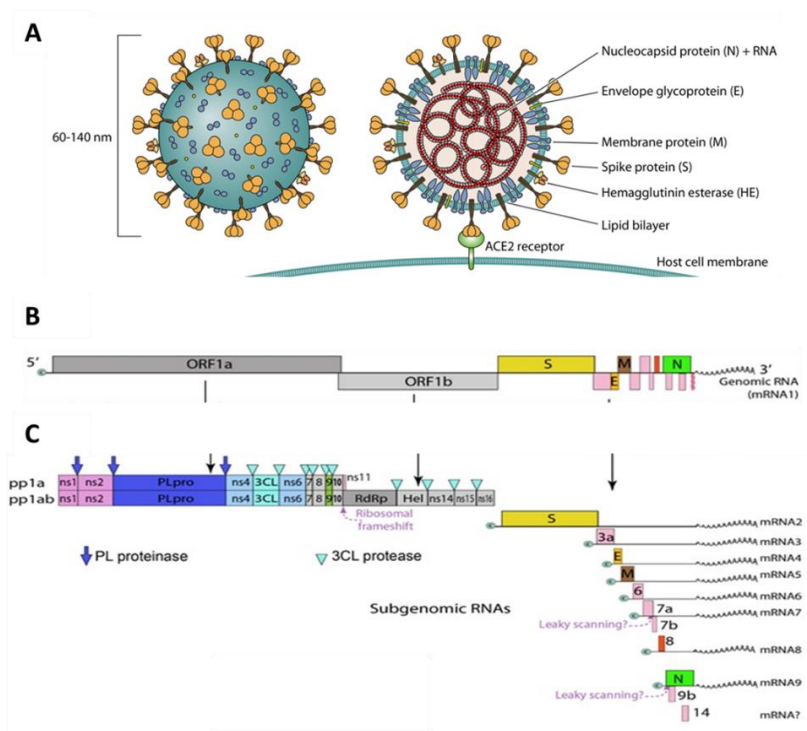 A
60-140 nm
Nucleocapsid protein (N) + RNA
Envelope glycoprotein (E)
Membrane protein (M)
Spike protein (S)
Hemagglutinin esterase (HE)
Lipid bilayer
ACE2 receptor
Host cell membrane
B
5′ ORF1a ORF1b S E M N 3′
Genomic RNA
(mRNA1)
C
pp1a ns1 ns2 PLpro ns4 3CL ns6 7 8 9 10 ns11
pp1ab ns1 ns2 PLpro ns4 3CL ns6 7 8 9 10 RdRp Hel ns14 ns15 ns16
Ribosomal
frameshift
PL proteinase
3CL protease
Subgenomic RNAs
S mRNA2
3a mRNA3
E mRNA4
M mRNA5
6 mRNA6
7a mRNA7
Leaky scanning? 7b
8 mRNA8
N mRNA9
Leaky scanning? 9b
14 mRNA?